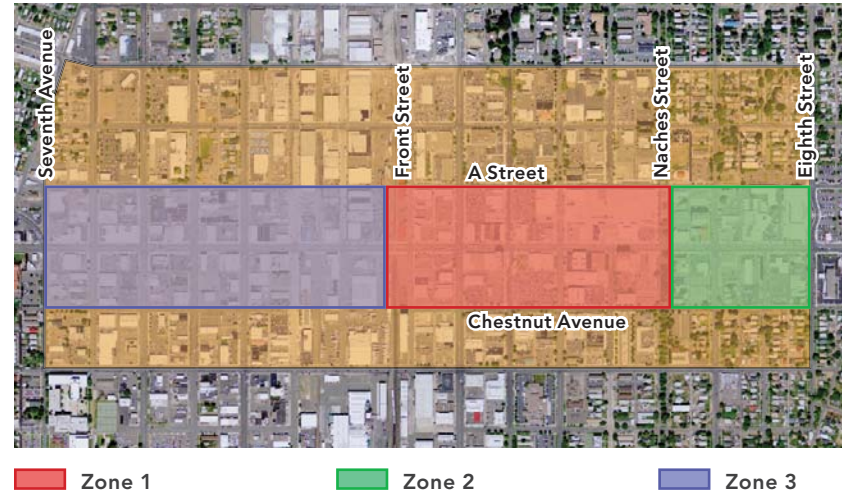 Seventh Avenue
Front Street
Naches Street
Eighth Street
A Street
Chestnut Avenue
Zone 1
Zone 2
Zone 3